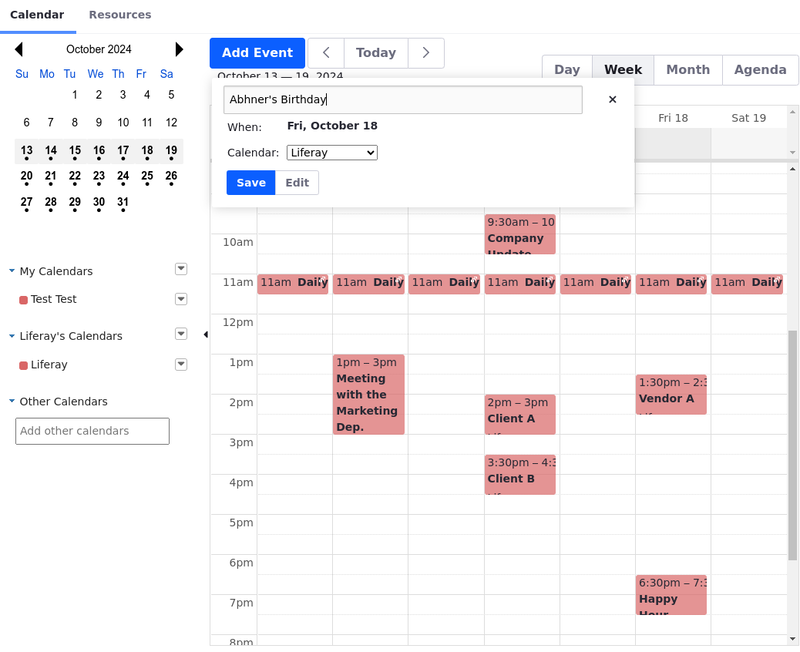 Calendar Resources
October 2024
Su Mo Tu We Th Fr Sa
1 2 3 4 5
6 7 8 9 10 11 12
13 14 15 16 17 18 19
20 21 22 23 24 25 26
27 28 29 30 31
My Calendars
Test Test
Liferay's Calendars
Liferay
Other Calendars
Add other calendars
Add Event
Today
October 13 — 19, 2024
Day Week Month Agenda
Abhner's Birthday
When: Fri, October 18
Calendar: Liferay
Save Edit
Fri 18 Sat 19
9:30am – 10
Company
Update
10am
11am
11am Daily 11am Daily 11am Daily 11am Daily 11am Daily 11am Daily 11am Daily
12pm
1pm
1pm – 3pm
Meeting
with the
Marketing
Dep.
1:30pm – 2:3
Vendor A
2pm
2pm – 3pm
Client A
3pm
3:30pm – 4:3
Client B
4pm
5pm
6pm
6:30pm – 7:3
Happy
Hour
7pm
8pm